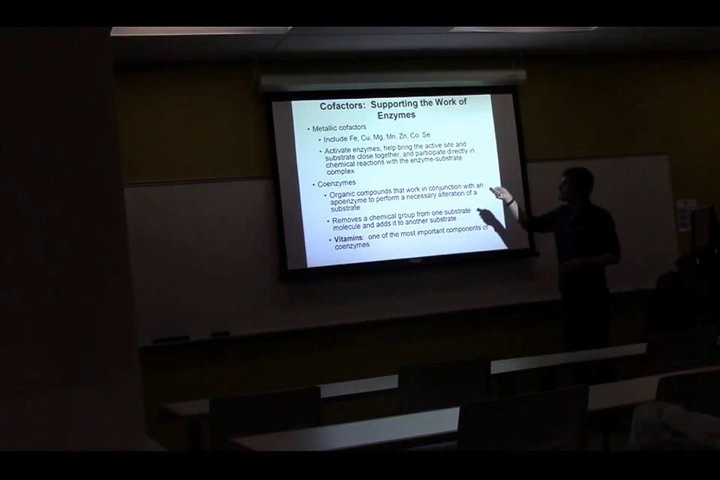 Cofactors: Supporting the Work of
Enzymes
• Metallic cofactors
• Include Fe, Cu, Mg, Mn, Zn, Co, Se
• Activate enzymes, help bring the active site and
substrate close together, and participate directly in
chemical reactions with the enzyme-substrate
complex
• Coenzymes
• Organic compounds that work in conjunction with an
apoenzyme to perform a necessary alteration of a
substrate
• Removes a chemical group from one substrate
molecule and adds it to another substrate
• Vitamins: one of the most important components of
coenzymes